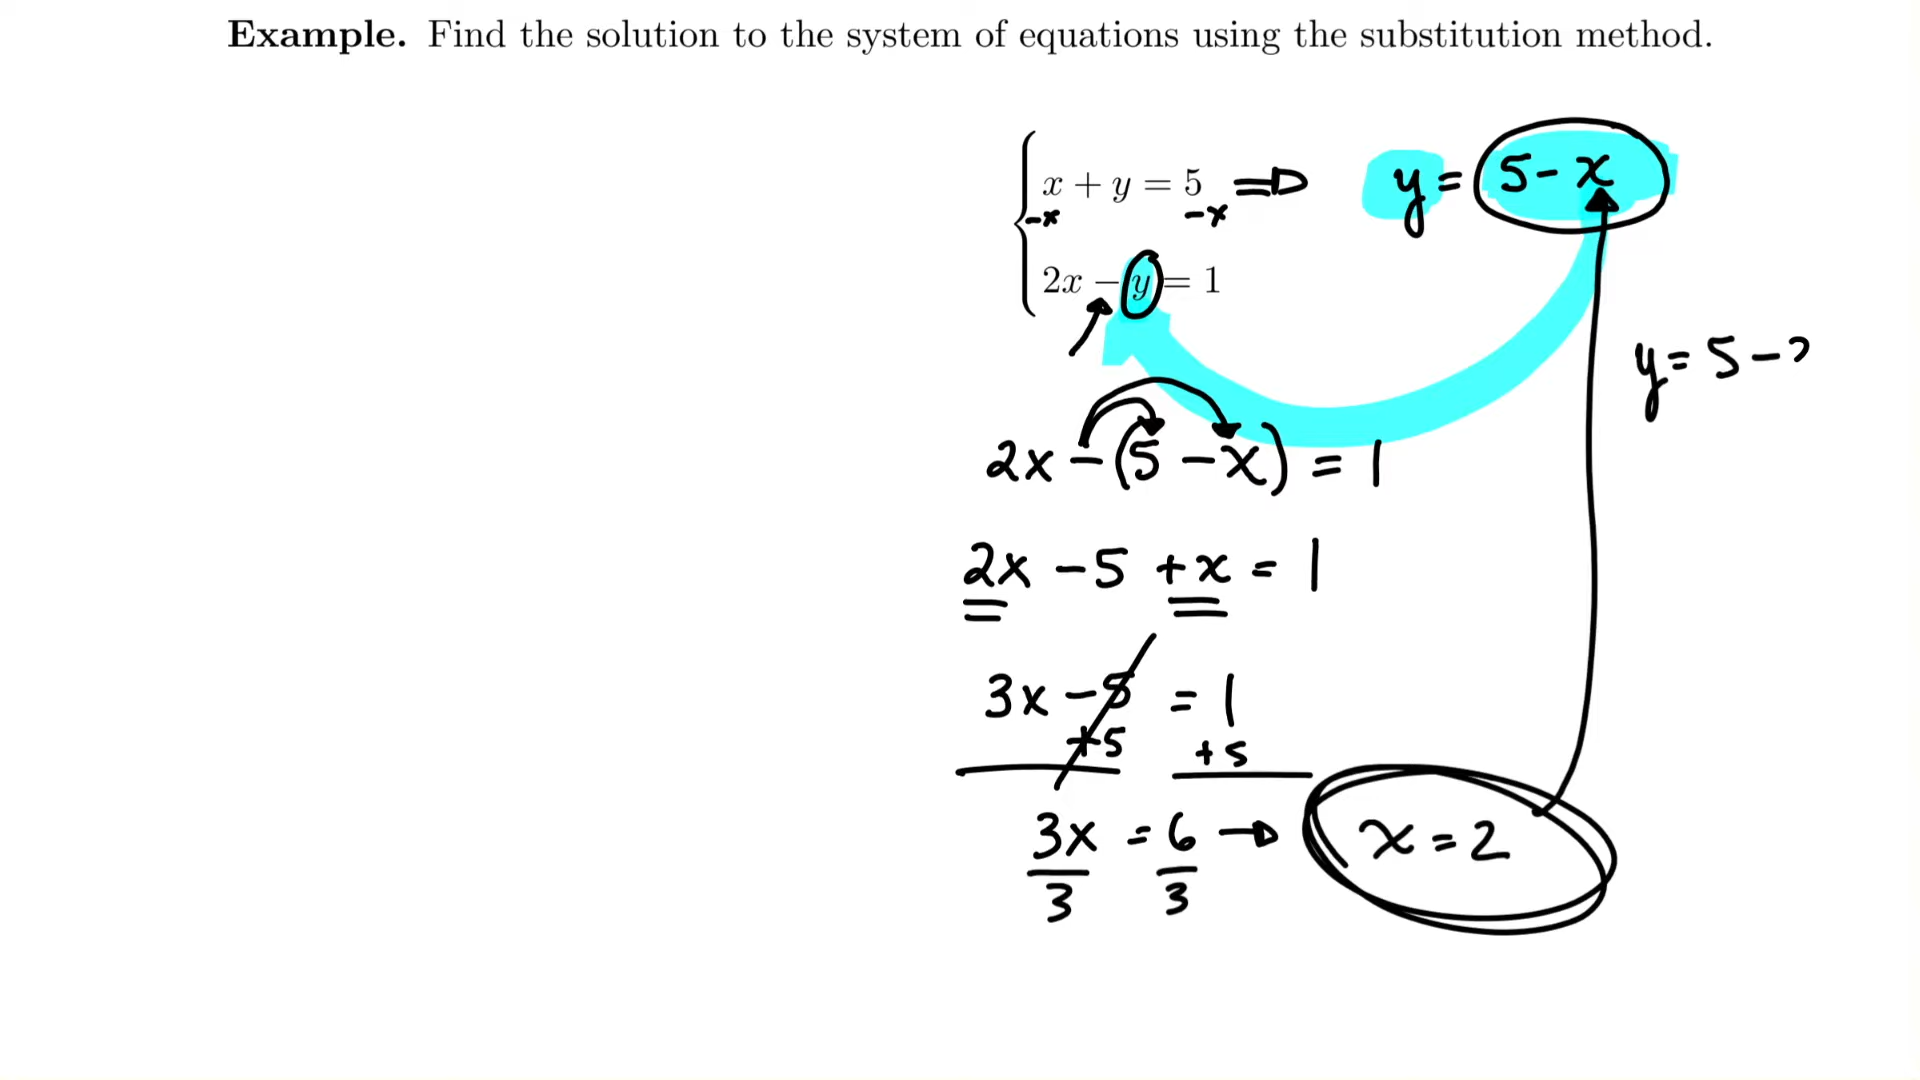 Example. Find the solution to the system of equations using the substitution method.
x + y = 5 ⇒ y = 5 - x
-x -x
2x − y = 1
y = 5 -
2x - (5 - x) = 1
2x - 5 + x = 1
3x - 5 = 1
+5 +5
3x = 6 → x = 2
3 3